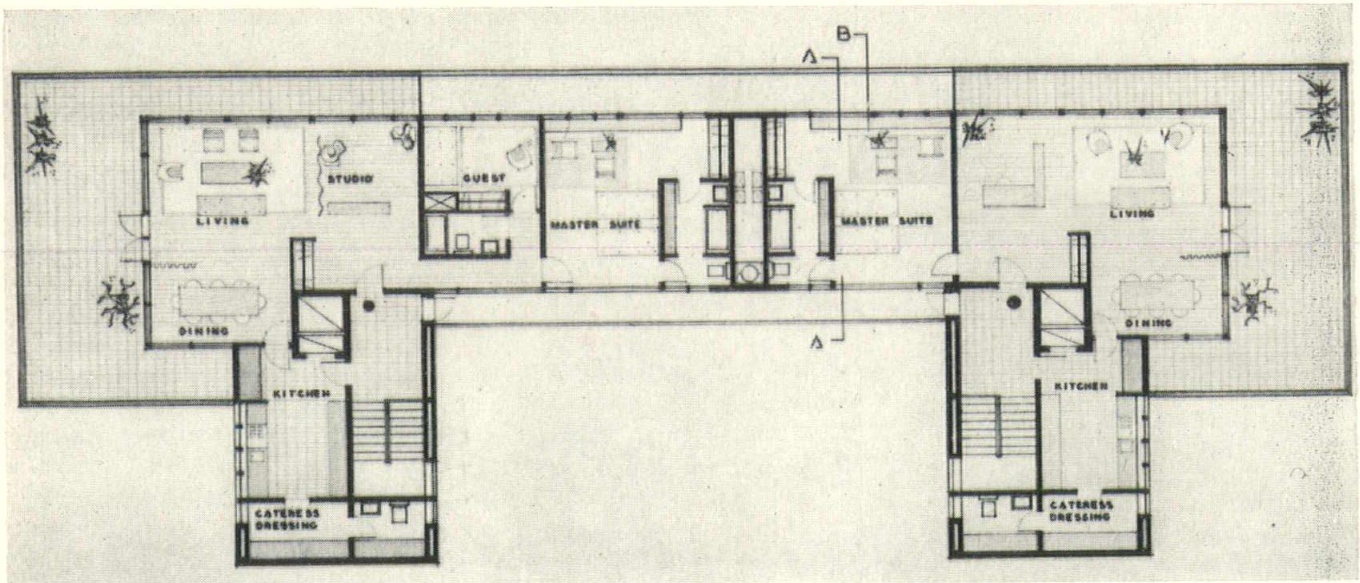 B
A
STUDIO
GUEST
LIVING
MASTER SUITE
MASTER SUITE
LIVING
DINING
DINING
A
KITCHEN
KITCHEN
CATERESS
DRESSING
CATERESS
DRESSING